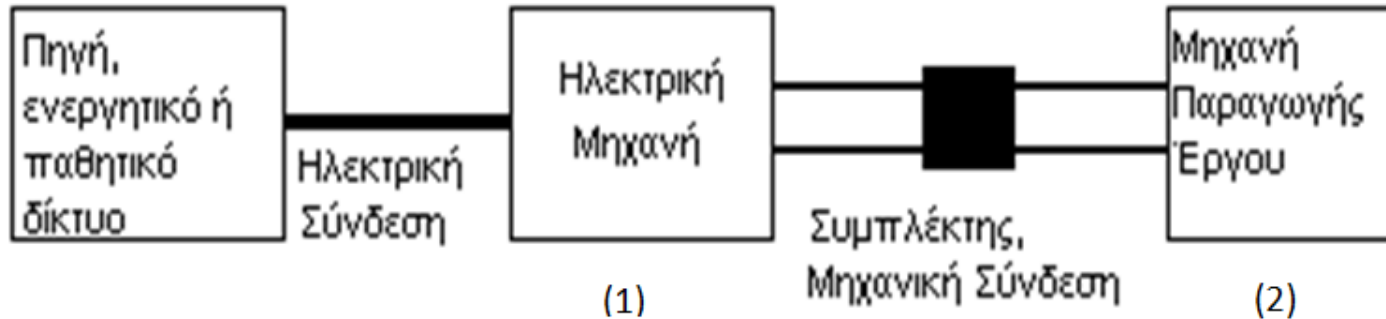 Πηγή,
ενεργητικό ή
παθητικό
δίκτυο
Ηλεκτρική
Σύνδεση
Ηλεκτρική
Μηχανή
(1)
Συμπλέκτης,
Μηχανική Σύνδεση
Μηχανή
Παραγωγής
Έργου
(2)